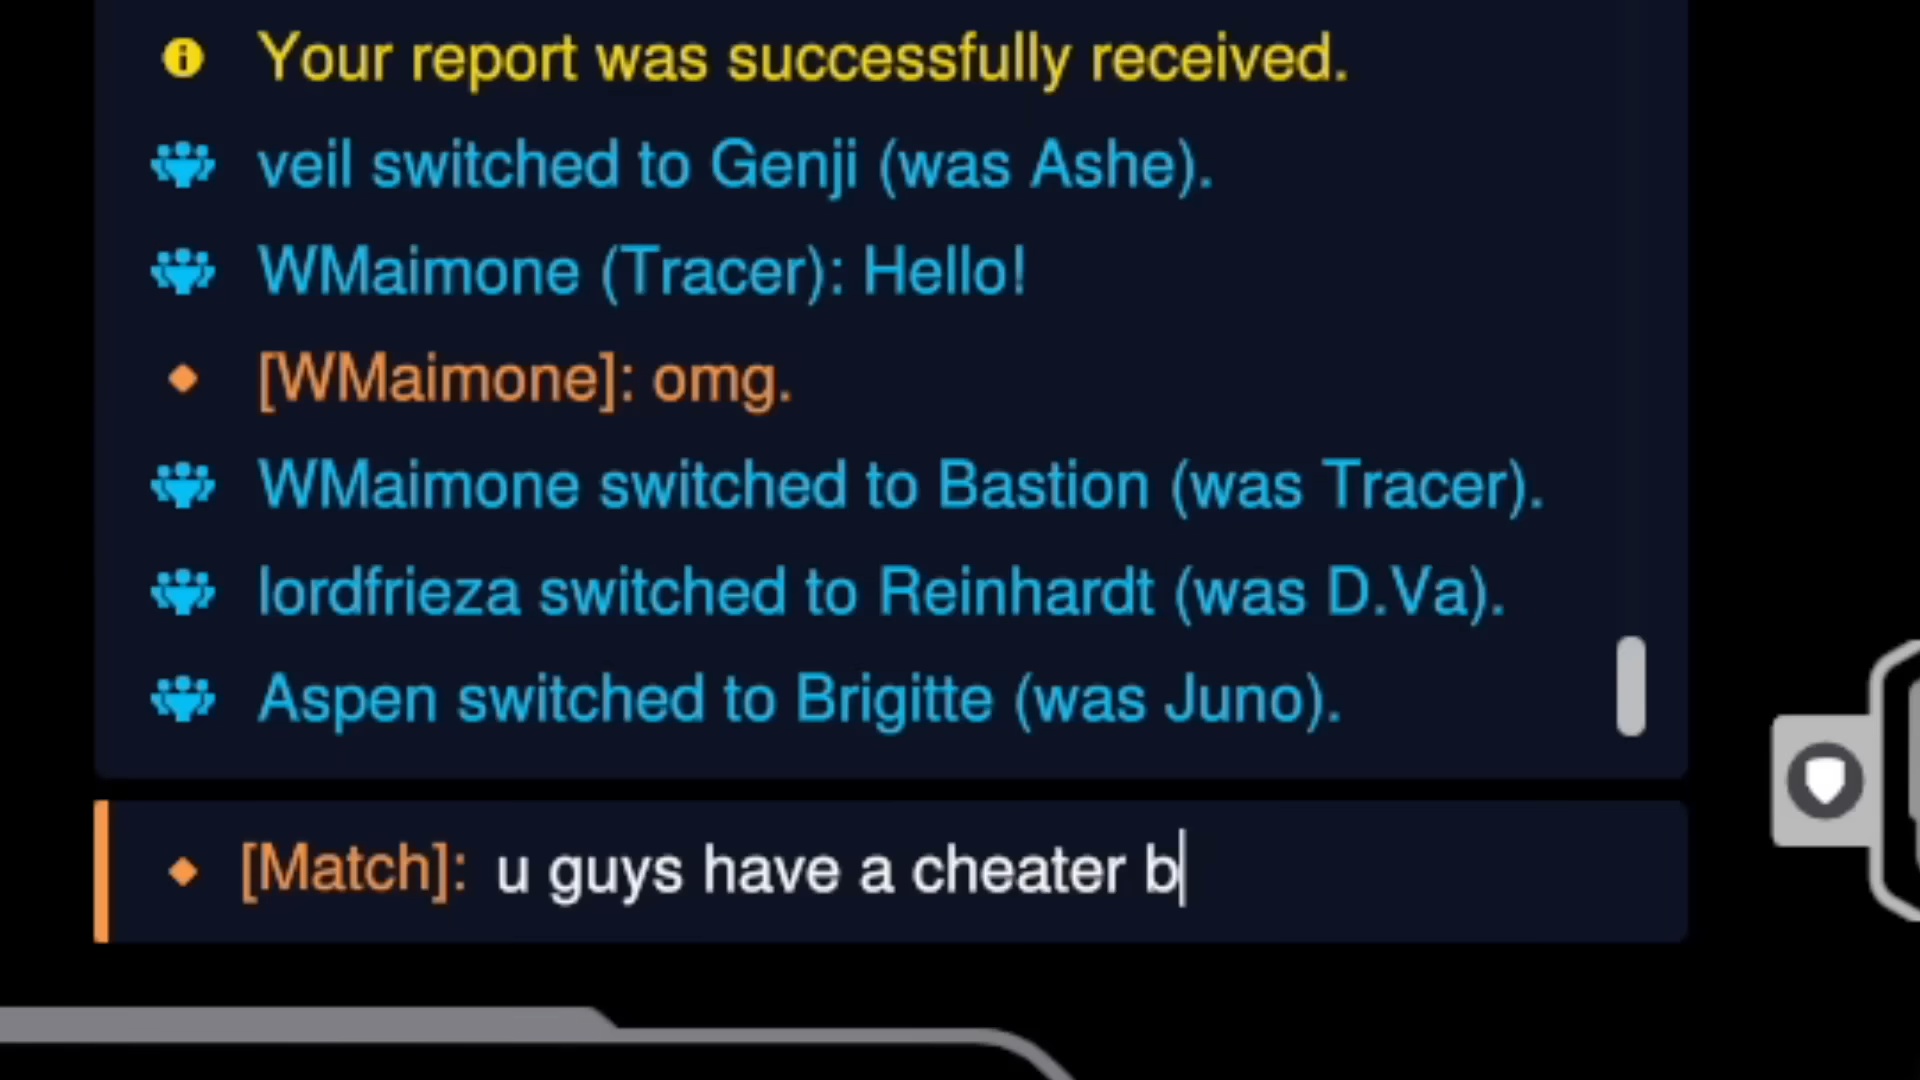 Your report was successfully received.
veil switched to Genji (was Ashe).
WMaimone (Tracer): Hello!
[WMaimone]: omg.
WMaimone switched to Bastion (was Tracer).
lordfrieza switched to Reinhardt (was D.Va).
Aspen switched to Brigitte (was Juno).
[Match]: u guys have a cheater b